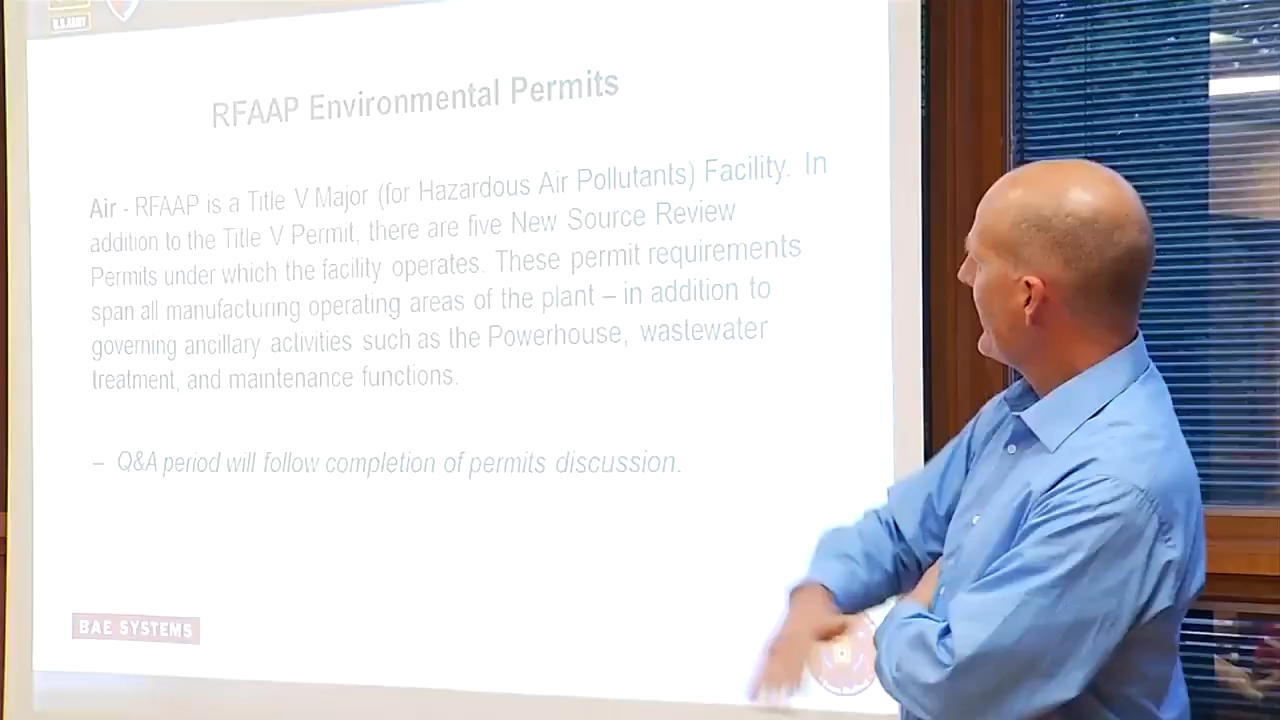 U.S. ARMY
RFAAP Environmental Permits
Air - RFAAP is a Title V Major (for Hazardous Air Pollutants) Facility. In
addition to the Title V Permit, there are five New Source Review
Permits under which the facility operates. These permit requirements
span all manufacturing operating areas of the plant – in addition to
governing ancillary activities such as the Powerhouse, wastewater
treatment, and maintenance functions.
– Q&A period will follow completion of permits discussion.
BAE SYSTEMS